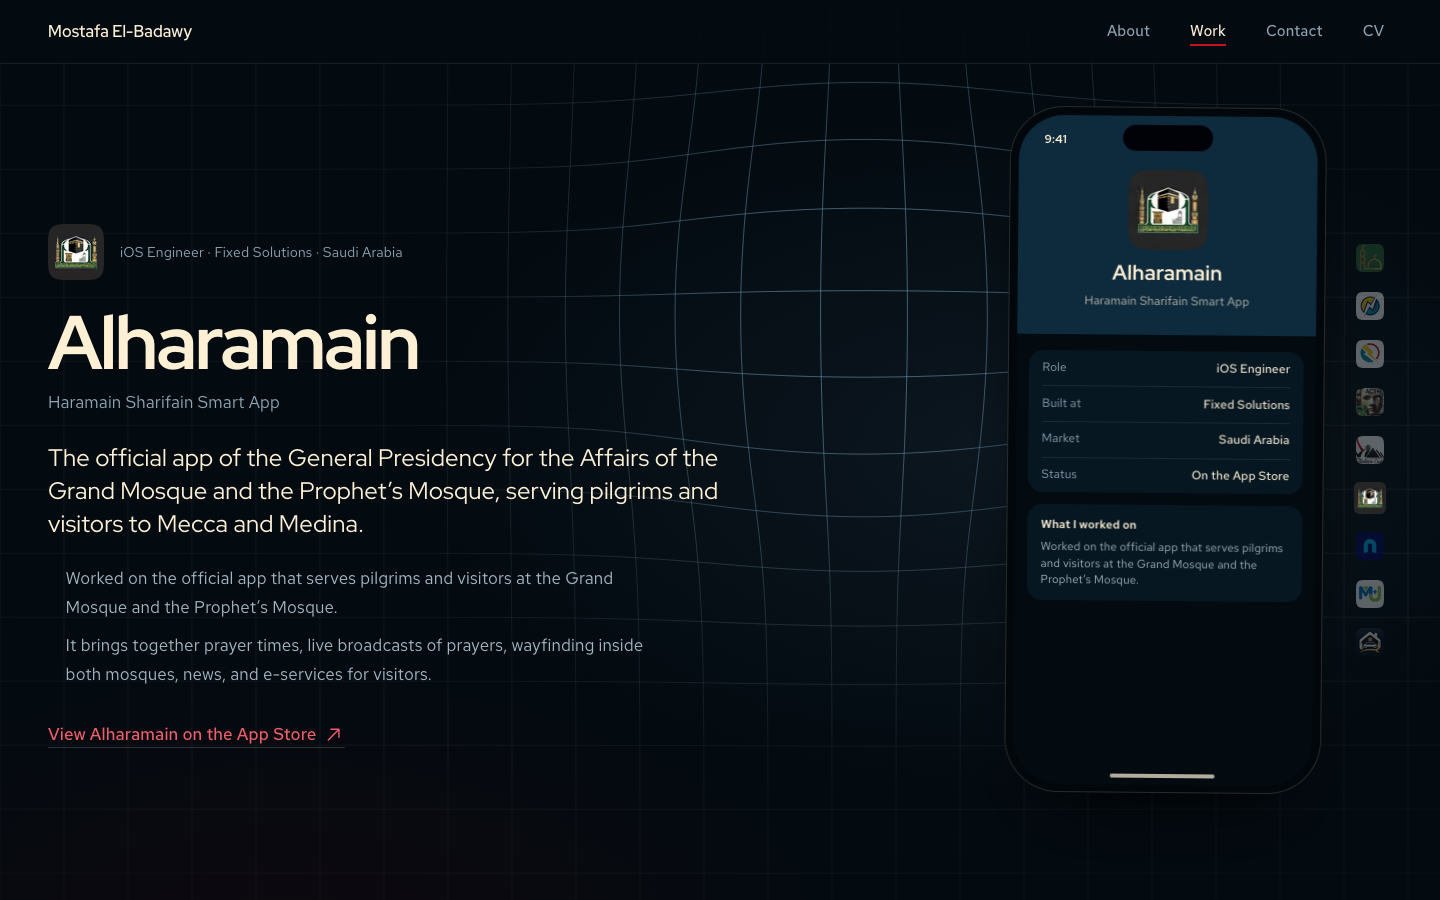 Mostafa El-Badawy
About
Work
Contact
CV
iOS Engineer · Fixed Solutions · Saudi Arabia
Alharamain
Haramain Sharifain Smart App
The official app of the General Presidency for the Affairs of the
Grand Mosque and the Prophet’s Mosque, serving pilgrims and
visitors to Mecca and Medina.
Worked on the official app that serves pilgrims and visitors at the Grand
Mosque and the Prophet’s Mosque.
It brings together prayer times, live broadcasts of prayers, wayfinding inside
both mosques, news, and e-services for visitors.
View Alharamain on the App Store
9:41
Alharamain
Haramain Sharifain Smart App
Role iOS Engineer
Built at Fixed Solutions
Market Saudi Arabia
Status On the App Store
What I worked on
Worked on the official app that serves pilgrims
and visitors at the Grand Mosque and the
Prophet’s Mosque.